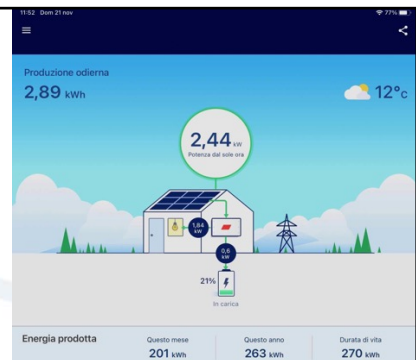 11:52 Dom 21 nov
77%
Produzione odierna
2,89 kWh
12°c
2,44 kW
Potenza dal sole ora
1,84
kW
0,6
kW
21%
In carica
Energia prodotta
Questo mese
201 kWh
Questo anno
263 kWh
Durata di vita
270 kWh